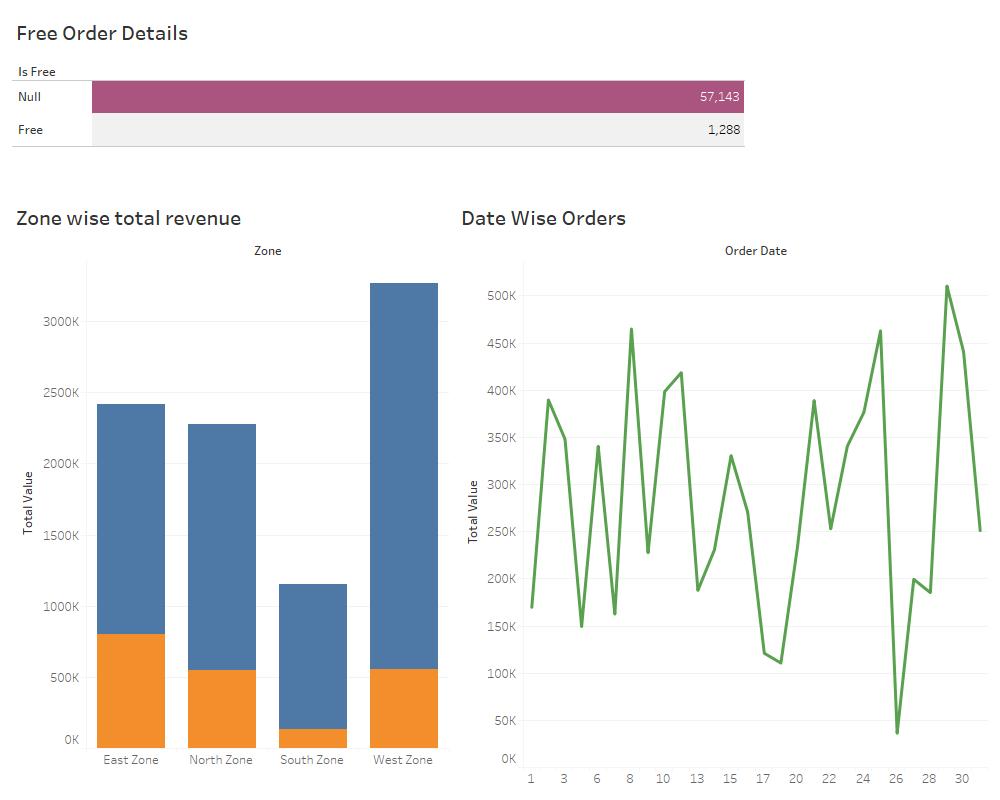 Free Order Details
Is Free
Null 57,143
Free 1,288
Zone wise total revenue
Zone
Total Value
3000K
2500K
2000K
1500K
1000K
500K
0K
East Zone North Zone South Zone West Zone
Date Wise Orders
Order Date
Total Value
500K
450K
400K
350K
300K
250K
200K
150K
100K
50K
0K
1 3 6 8 10 13 15 17 20 22 24 26 28 30